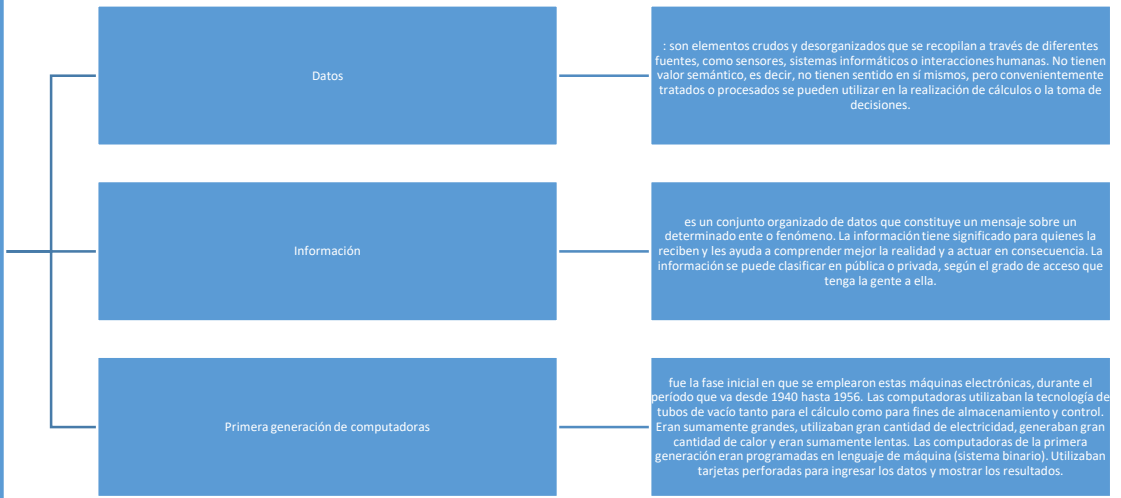 Datos
: son elementos crudos y desorganizados que se recopilan a través de diferentes
fuentes, como sensores, sistemas informáticos o interacciones humanas. No tienen
valor semántico, es decir, no tienen sentido en sí mismos, pero convenientemente
tratados o procesados se pueden utilizar en la realización de cálculos o la toma de
decisiones.
Información
es un conjunto organizado de datos que constituye un mensaje sobre un
determinado ente o fenómeno. La información tiene significado para quienes la
reciben y les ayuda a comprender mejor la realidad y a actuar en consecuencia. La
información se puede clasificar en pública o privada, según el grado de acceso que
tenga la gente a ella.
Primera generación de computadoras
fue la fase inicial en que se emplearon estas máquinas electrónicas, durante el
período que va desde 1940 hasta 1956. Las computadoras utilizaban la tecnología de
tubos de vacío tanto para el cálculo como para fines de almacenamiento y control.
Eran sumamente grandes, utilizaban gran cantidad de electricidad, generaban gran
cantidad de calor y eran sumamente lentas. Las computadoras de la primera
generación eran programadas en lenguaje de máquina (sistema binario). Utilizaban
tarjetas perforadas para ingresar los datos y mostrar los resultados.